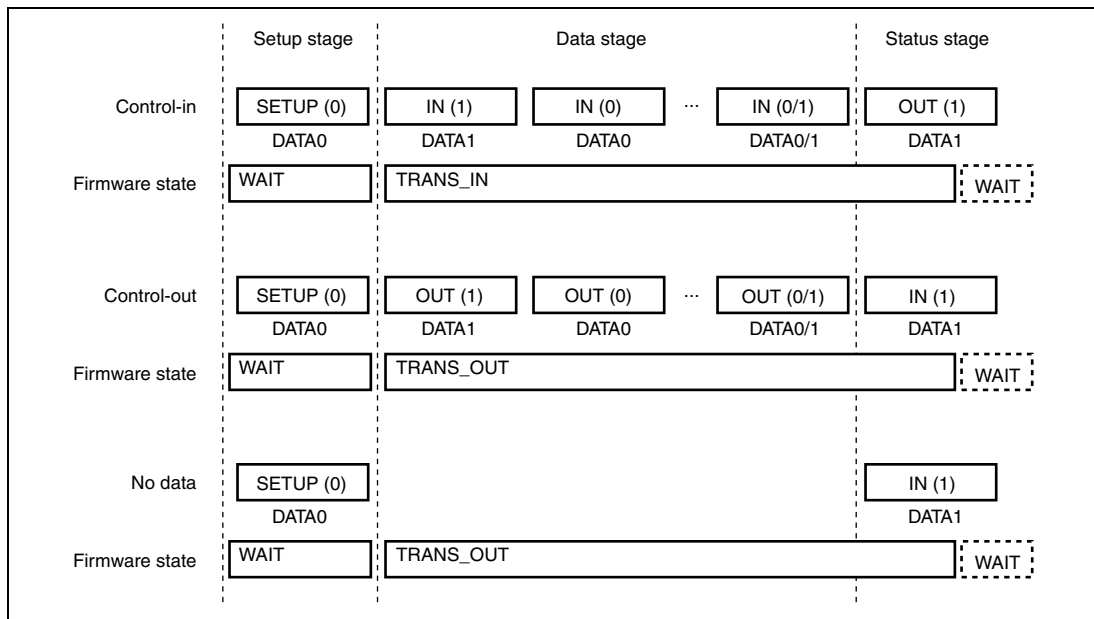 Setup stage Data stage Status stage
Control-in SETUP (0) IN (1) IN (0) ... IN (0/1) OUT (1)
DATA0 DATA1 DATA0 DATA0/1 DATA1
Firmware state WAIT TRANS_IN WAIT
Control-out SETUP (0) OUT (1) OUT (0) ... OUT (0/1) IN (1)
DATA0 DATA1 DATA0 DATA0/1 DATA1
Firmware state WAIT TRANS_OUT WAIT
No data SETUP (0) IN (1)
DATA0 DATA1
Firmware state WAIT TRANS_OUT WAIT